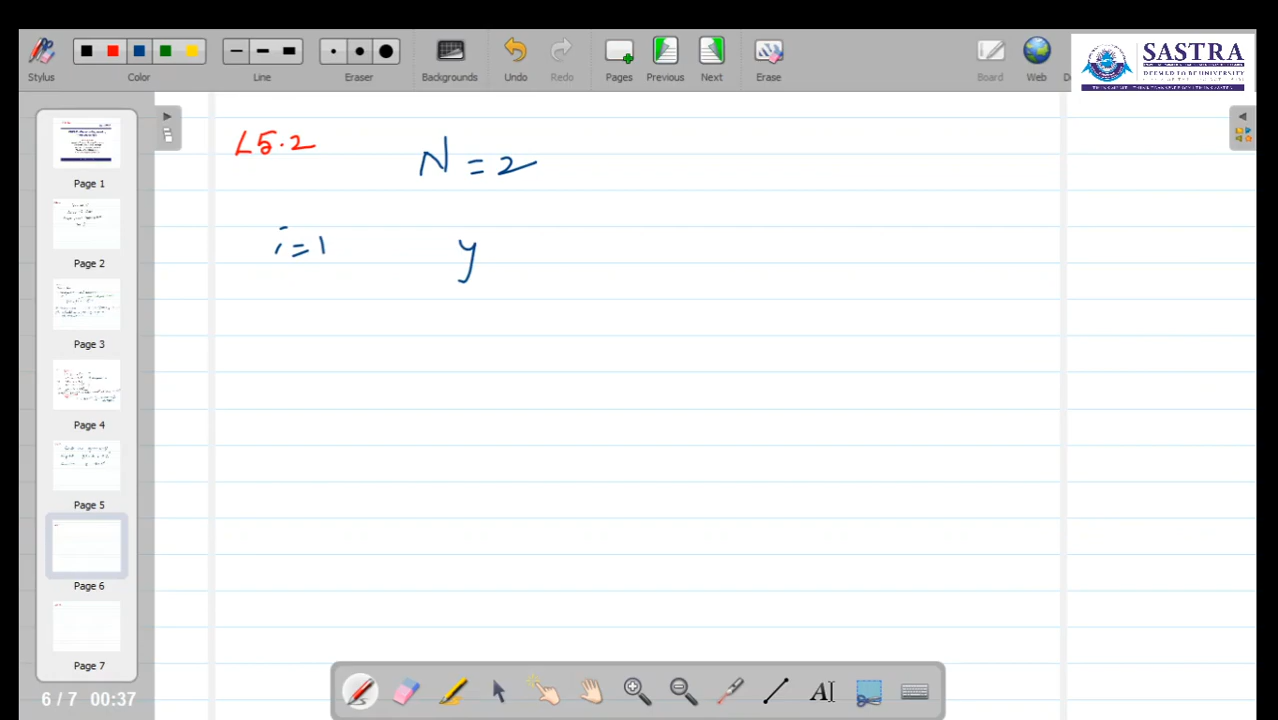 Stylus
Color
Line
Eraser
Backgrounds
Undo
Redo
Pages
Previous
Next
Erase
Board
Web
SASTRA
DEEMED TO BE UNIVERSITY
L5.2
N = 2
i = 1 y
Page 1
Page 2
Page 3
Page 4
Page 5
Page 6
Page 7
6 / 7 00:37